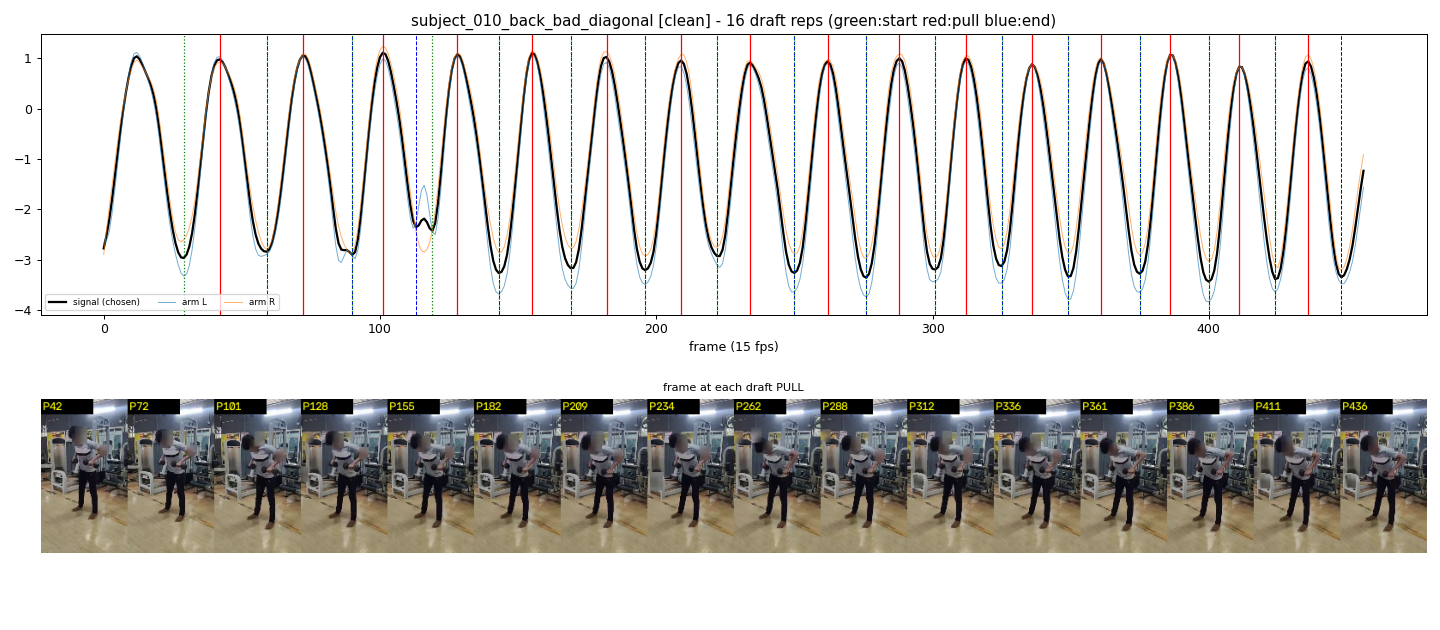 subject_010_back_bad_diagonal [clean] - 16 draft reps (green:start red:pull blue:end)
1
0
−1
−2
−3
−4
signal (chosen) arm L arm R
0 100 200 300 400
frame (15 fps)
frame at each draft PULL
P42 P72 P101 P128 P155 P182 P209 P234 P262 P288 P312 P336 P361 P386 P411 P436